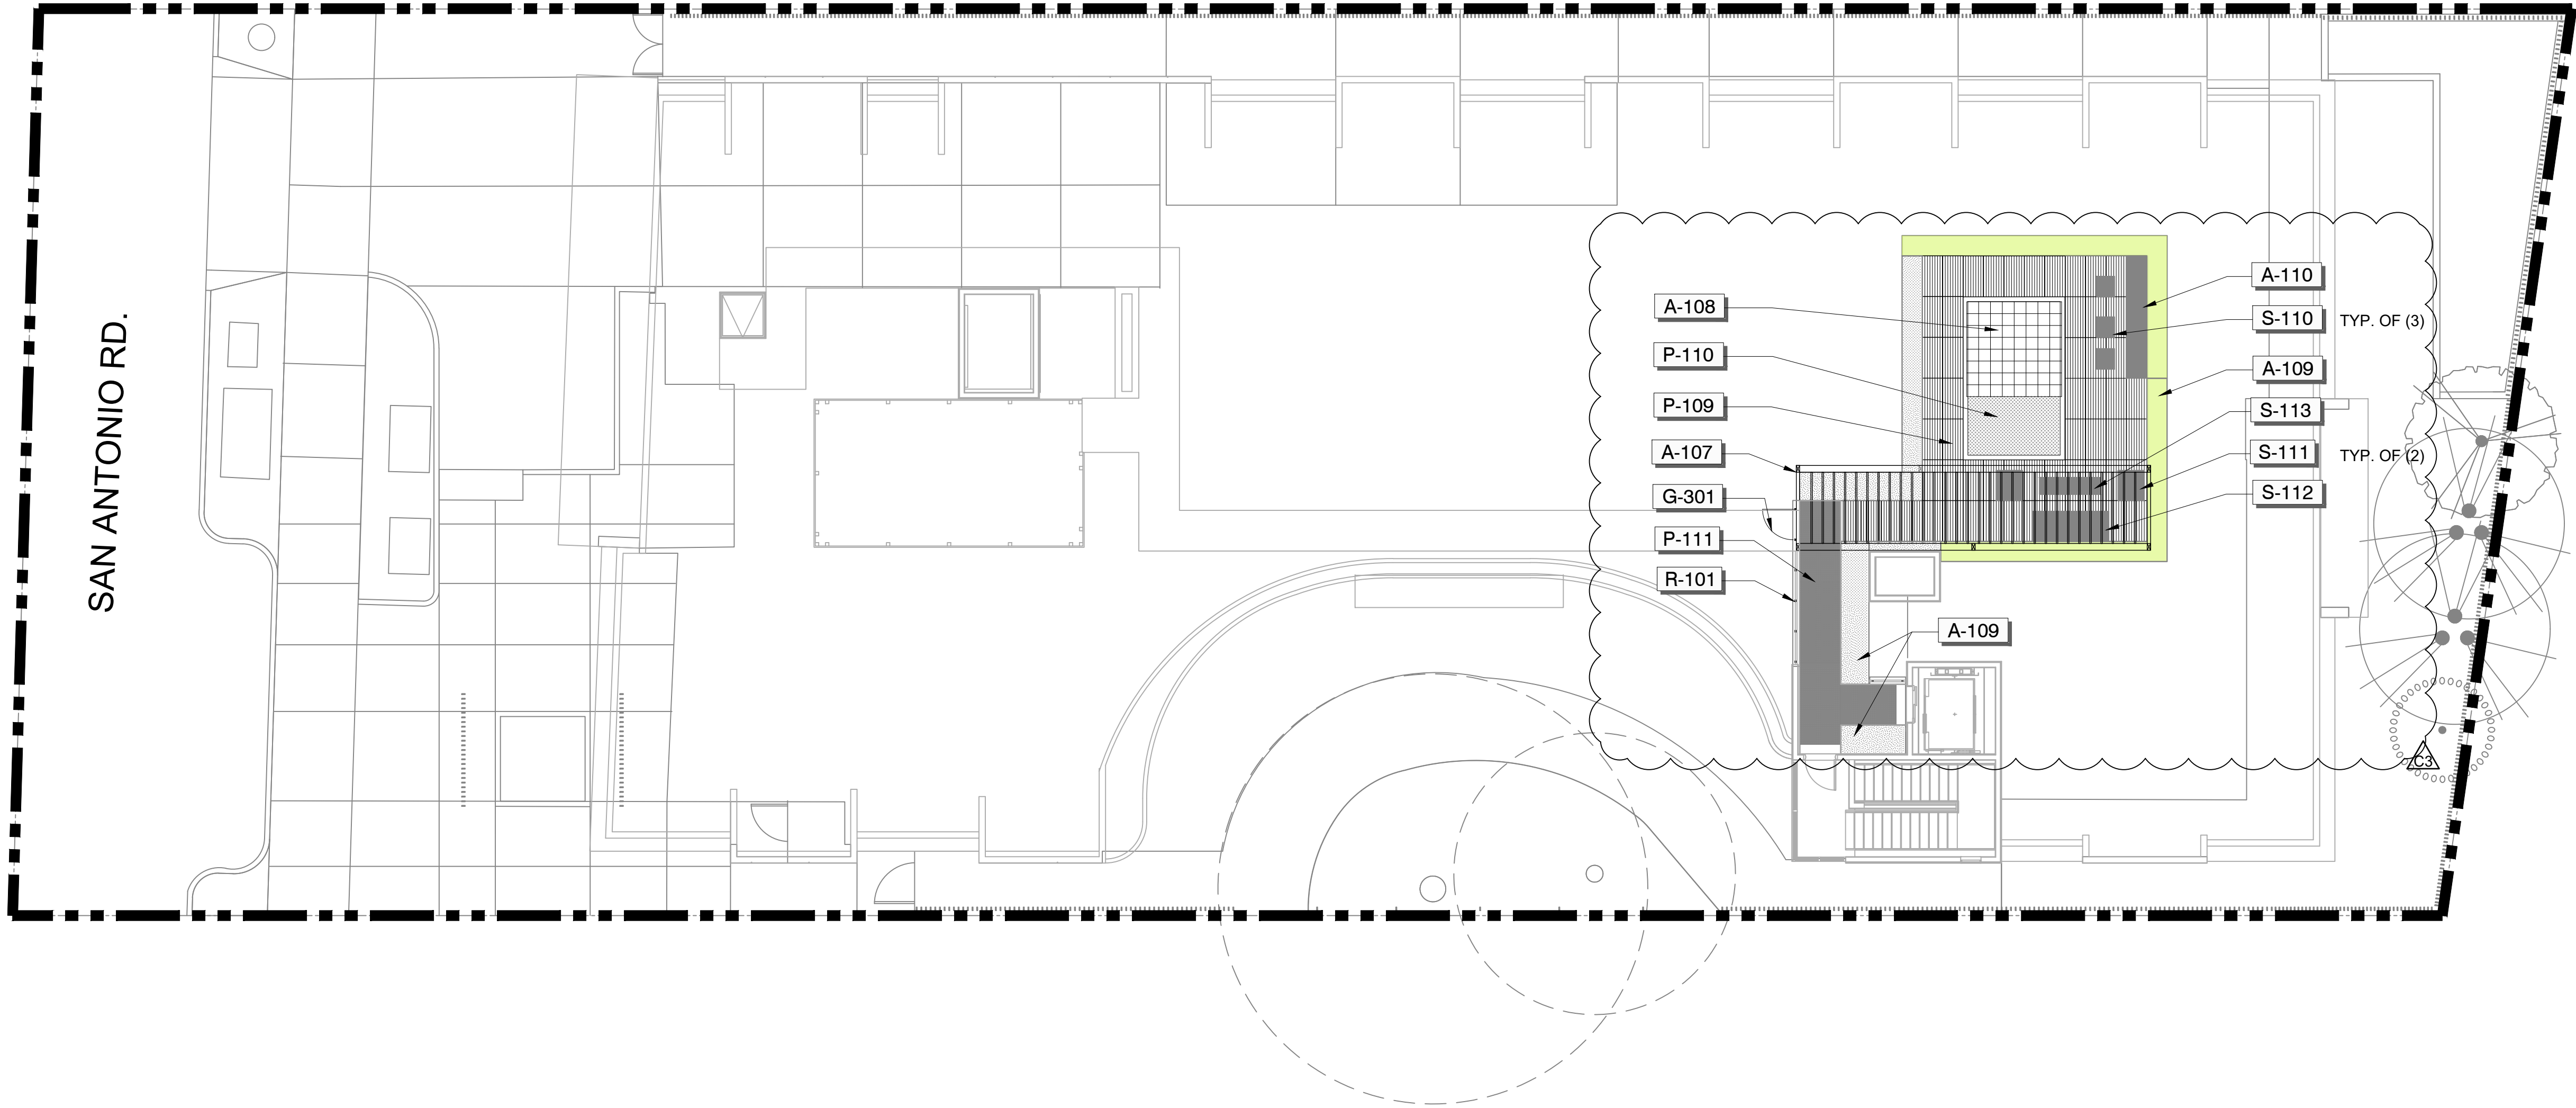 SAN ANTONIO RD.
A-108
P-110
P-109
A-107
G-301
P-111
R-101
A-110
S-110 TYP. OF (3)
A-109
S-113
S-111 TYP. OF (2)
S-112
A-109
C3